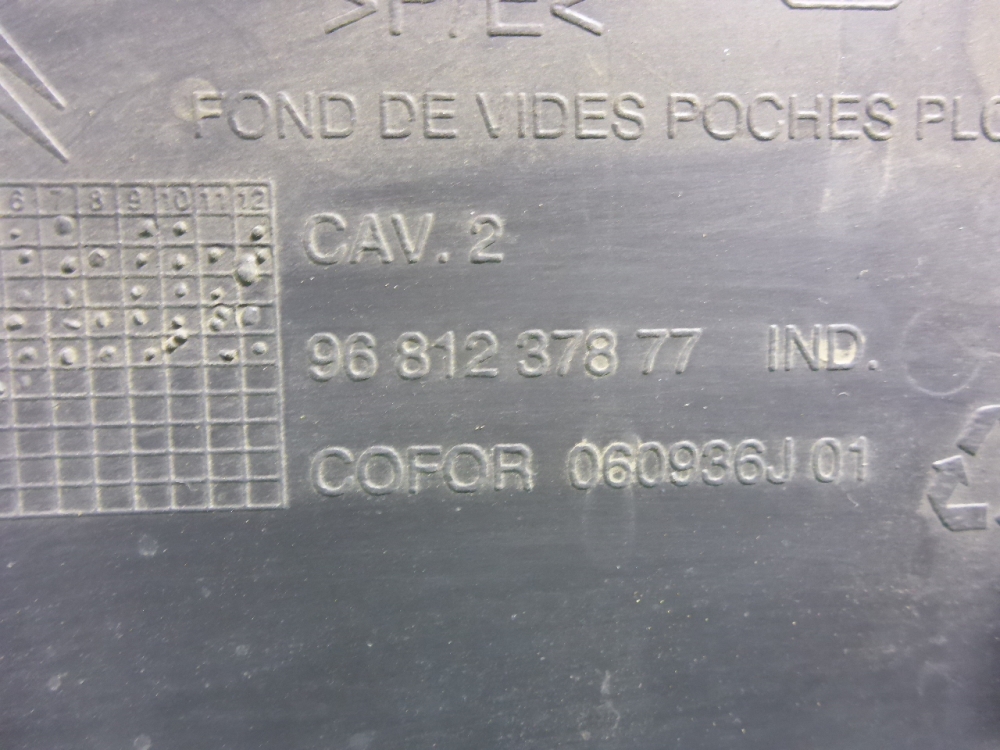 FOND DE VIDES POCHES
6 7 8 9 10 11 12
CAV. 2
96 812 378 77 IND.
COFOR 060936J 01